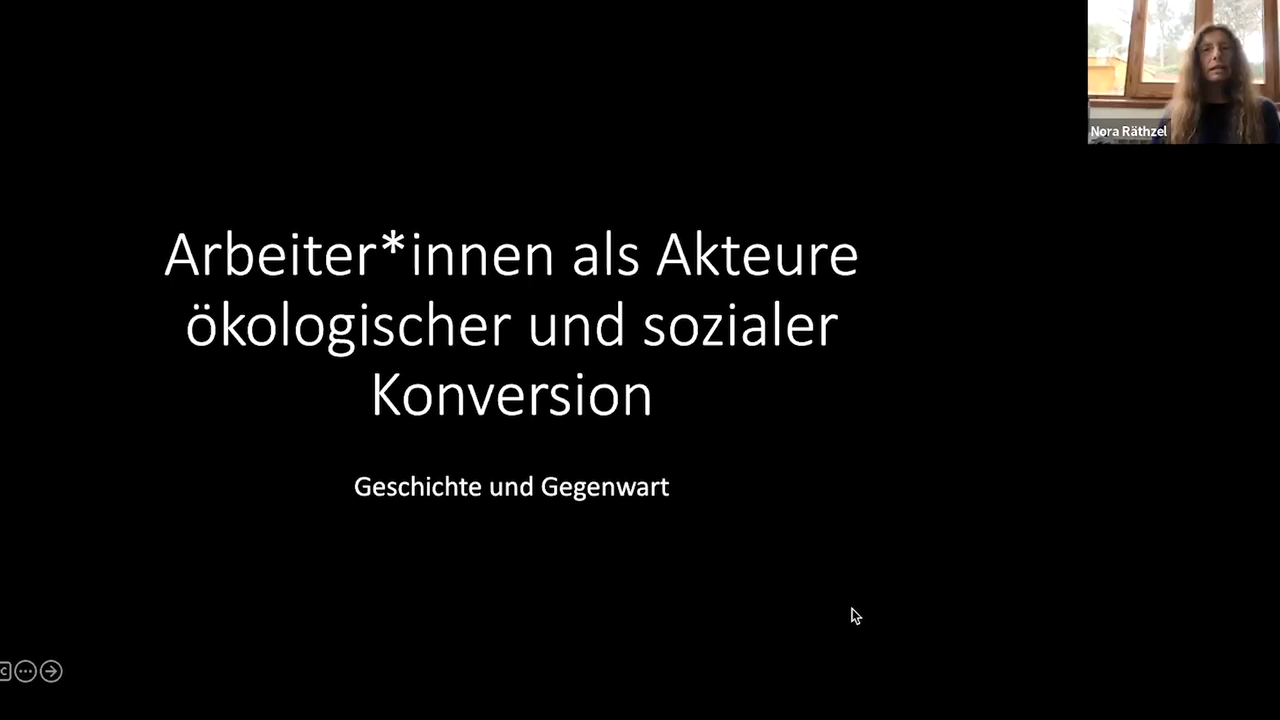 Nora Räthzel
Arbeiter*innen als Akteure
ökologischer und sozialer
Konversion
Geschichte und Gegenwart